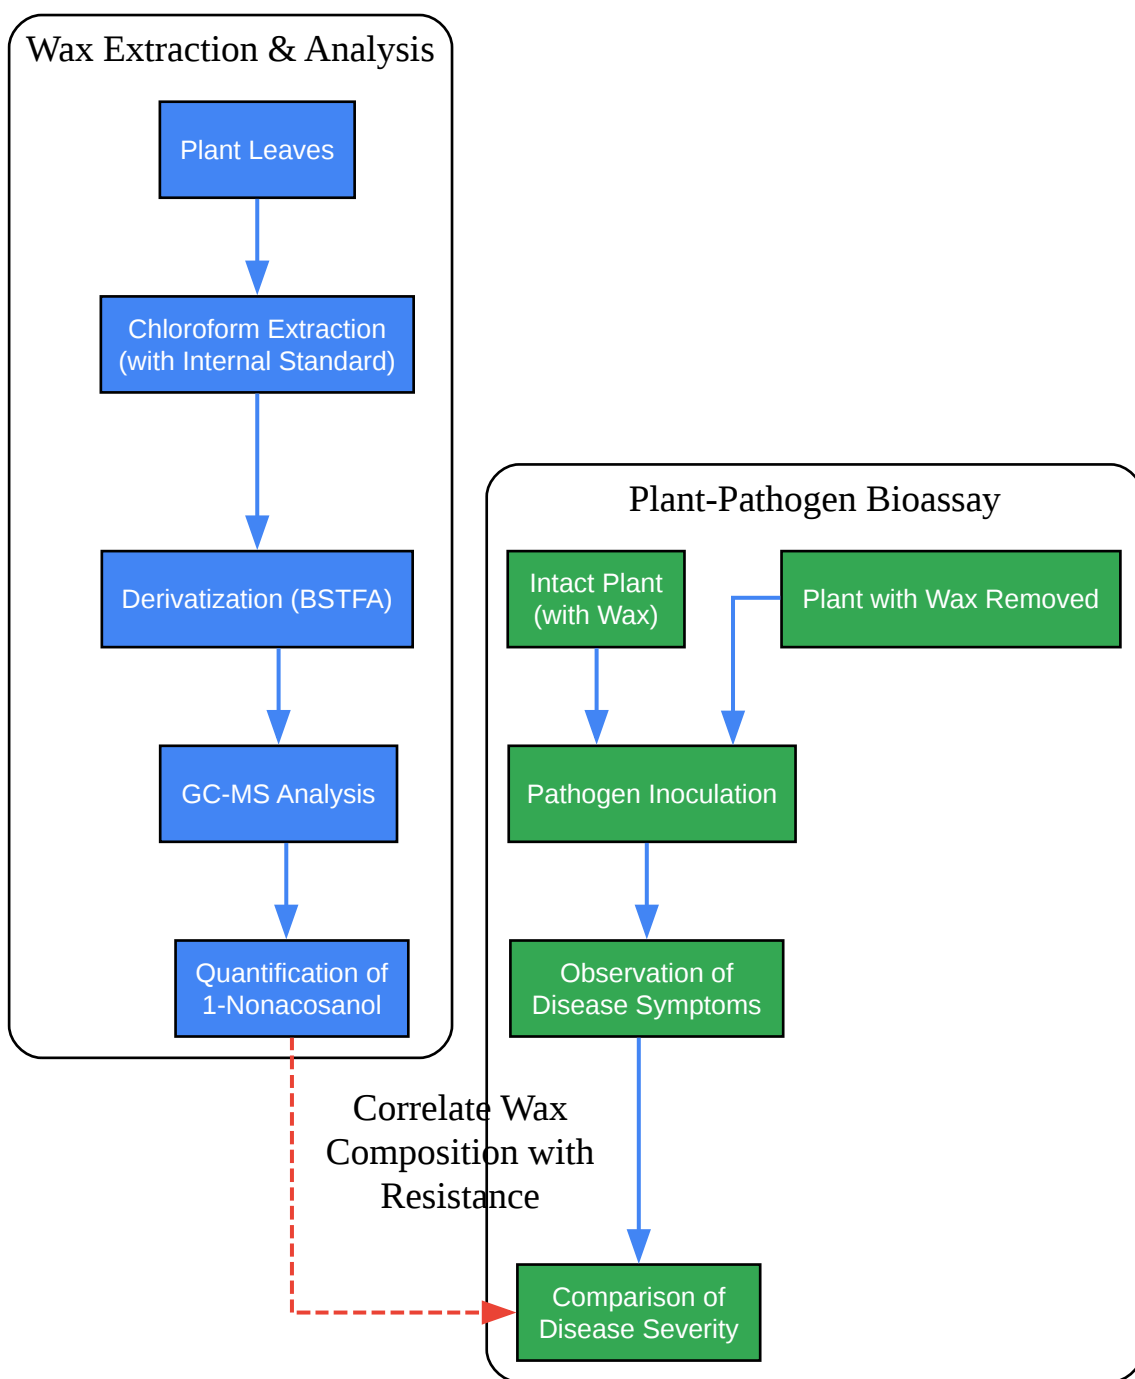 Wax Extraction & Analysis
Plant Leaves
Chloroform Extraction
(with Internal Standard)
Derivatization (BSTFA)
GC-MS Analysis
Quantification of
1-Nonacosanol
Correlate Wax
Composition with
Resistance
Plant-Pathogen Bioassay
Intact Plant
(with Wax)
Plant with Wax Removed
Pathogen Inoculation
Observation of
Disease Symptoms
Comparison of
Disease Severity